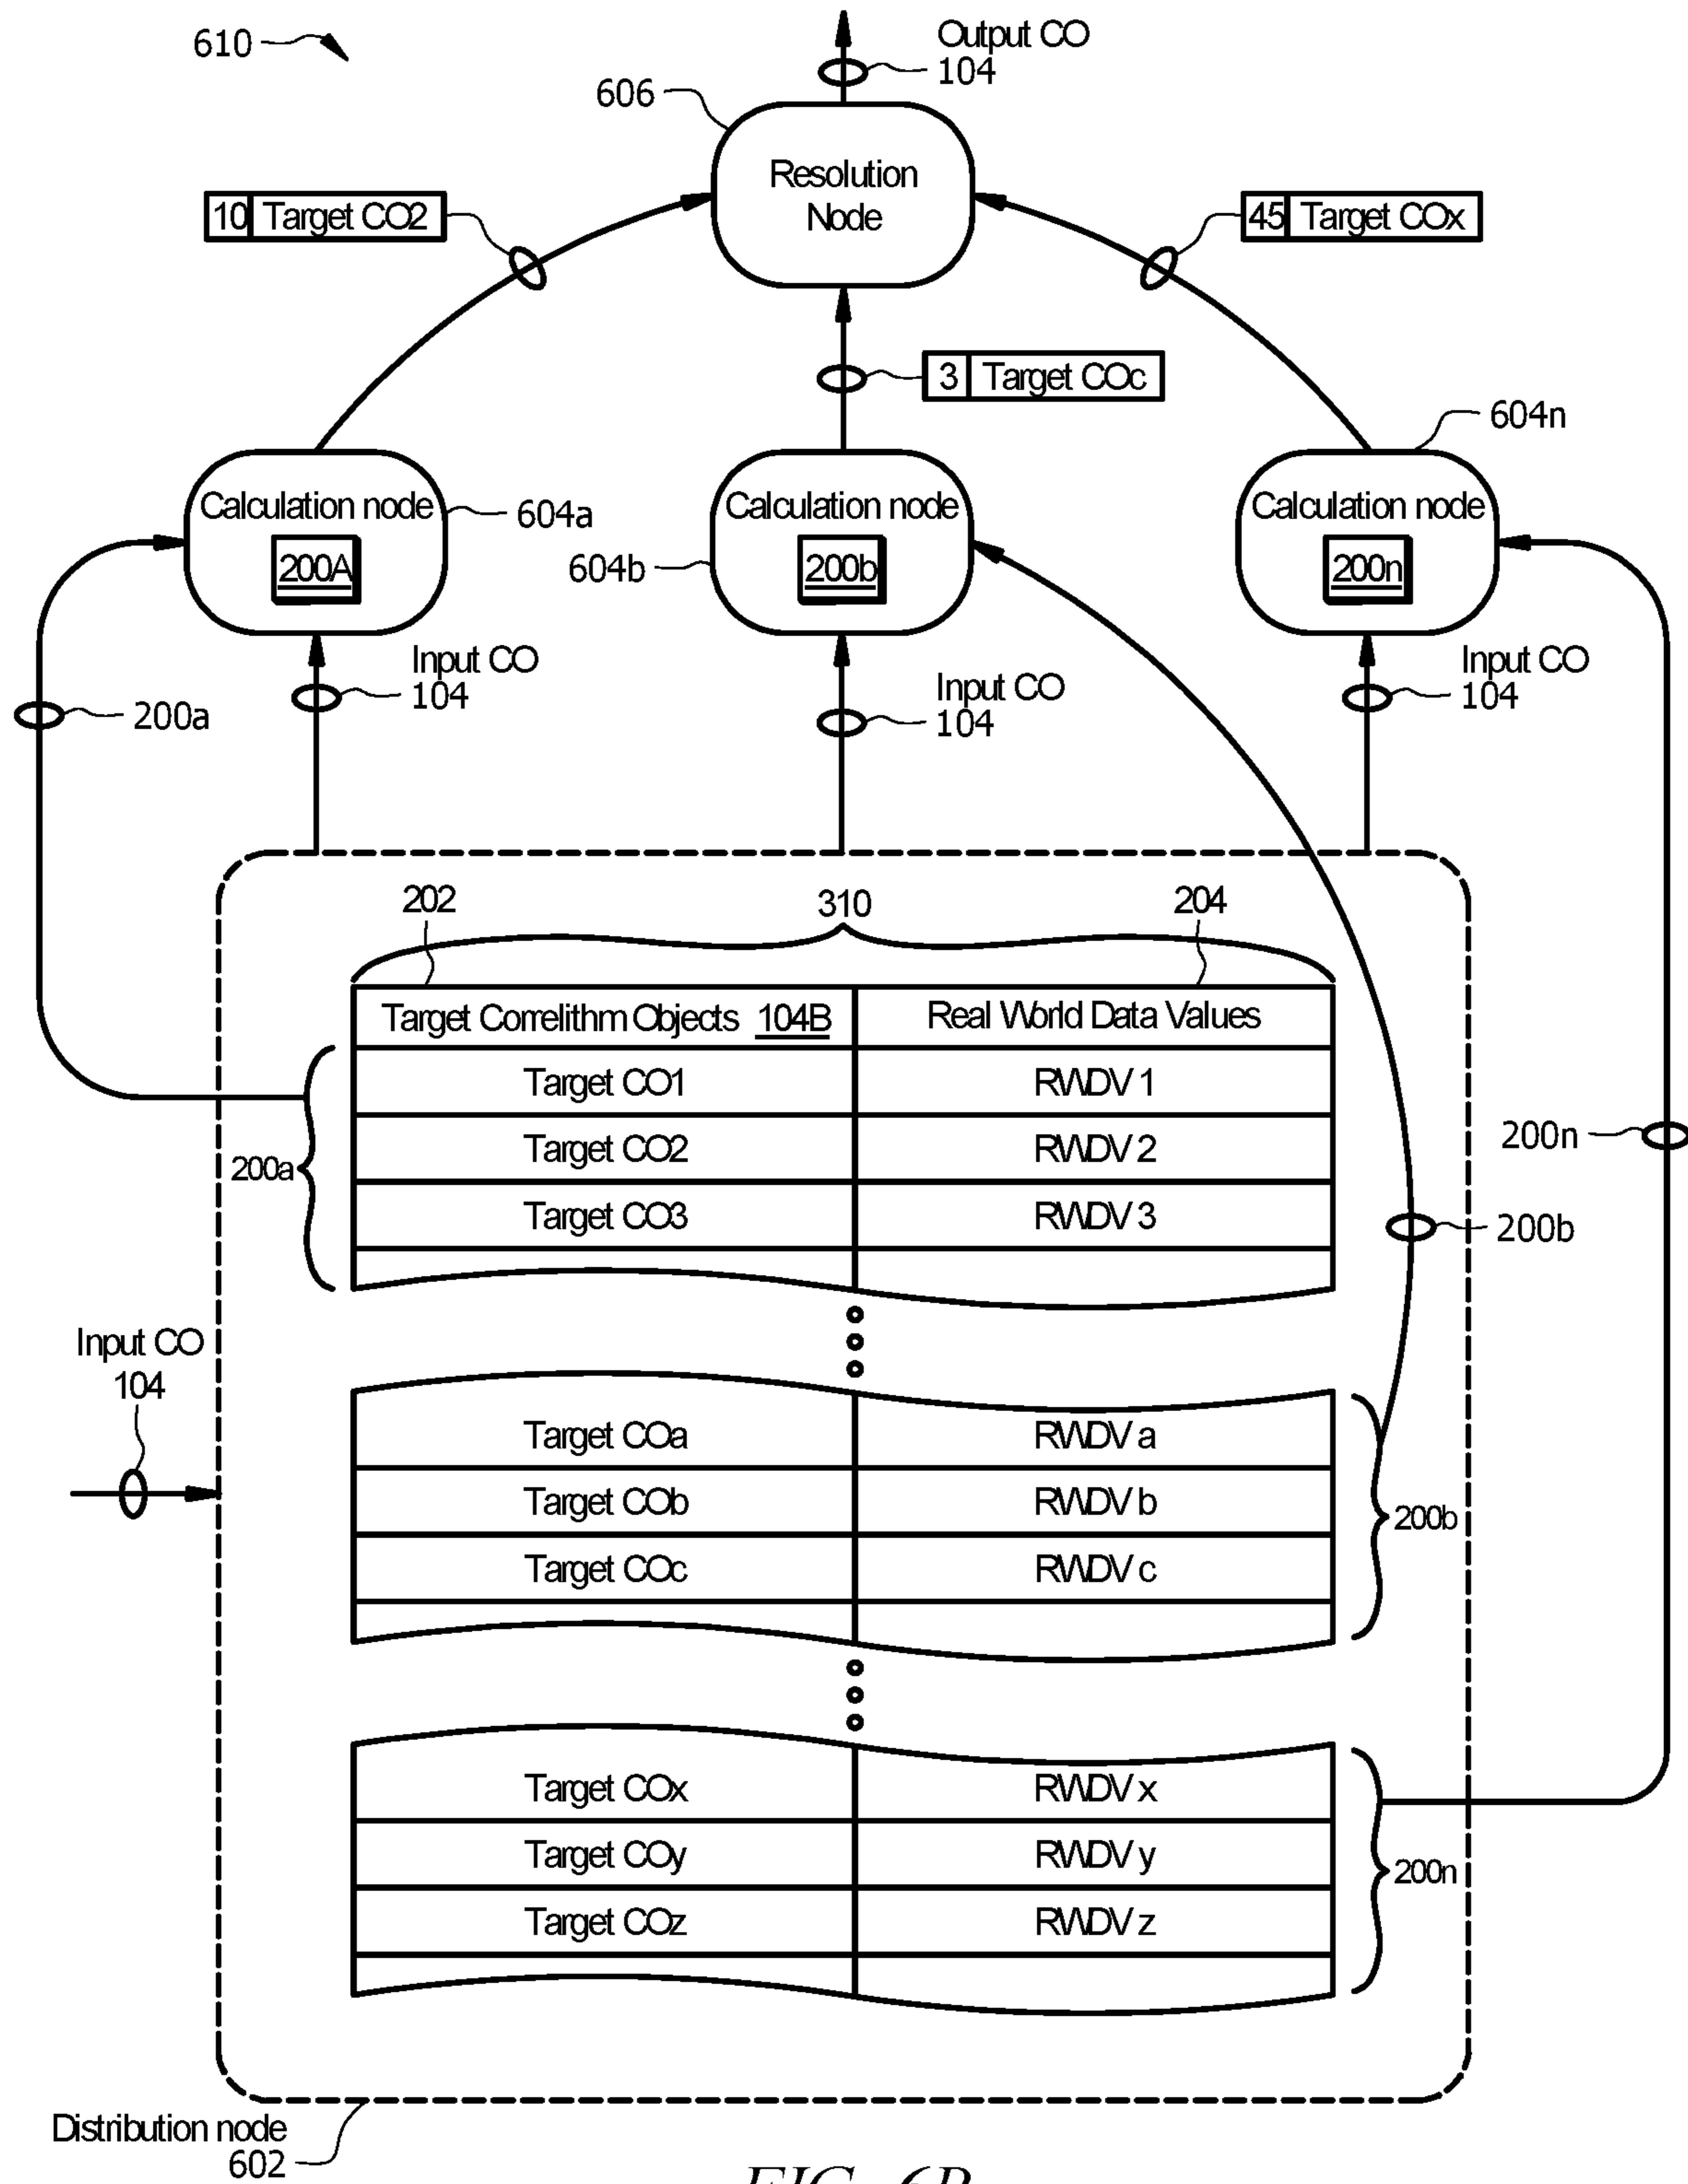 610
Output CO
104
606
Resolution
Node
10 Target CO2
45 Target COx
3 Target COc
604n
Calculation node
200A
604a
Calculation node
200b
604b
Calculation node
200n
Input CO
104
Input CO
104
Input CO
104
200a
202
310
204
Target Correlithm Objects 104B Real World Data Values
Target CO1 RWDV 1
Target CO2 RWDV 2
Target CO3 RWDV 3
200a
200n
200b
Input CO
104
Target COa RWDV a
Target COb RWDV b
Target COc RWDV c
200b
Target COx RWDV x
Target COy RWDV y
Target COz RWDV z
200n
Distribution node
602
FIG. 6B